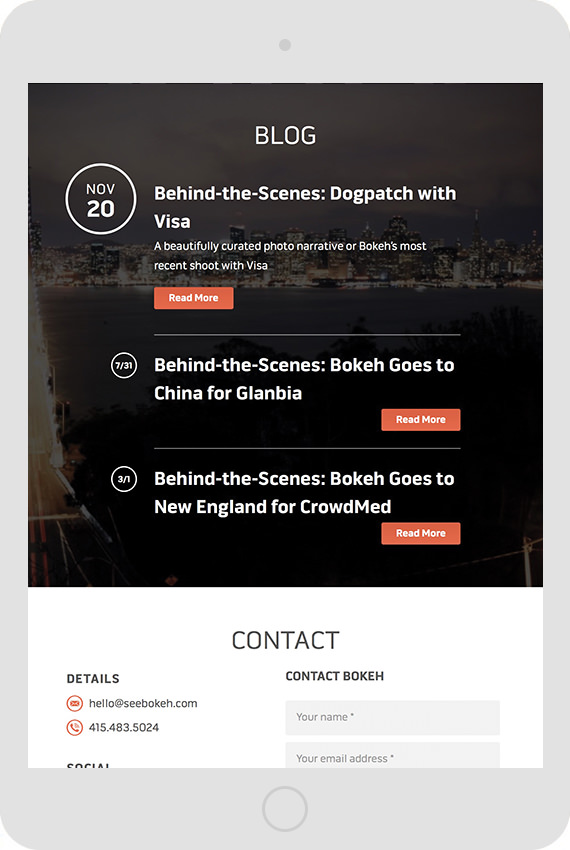 BLOG
NOV
20
Behind-the-Scenes: Dogpatch with
Visa
A beautifully curated photo narrative or Bokeh's most
recent shoot with Visa
Read More
7/31
Behind-the-Scenes: Bokeh Goes to
China for Glanbia
Read More
3/1
Behind-the-Scenes: Bokeh Goes to
New England for CrowdMed
Read More
CONTACT
DETAILS
hello@seebokeh.com
415.483.5024
SOCIAL
CONTACT BOKEH
Your name *
Your email address *